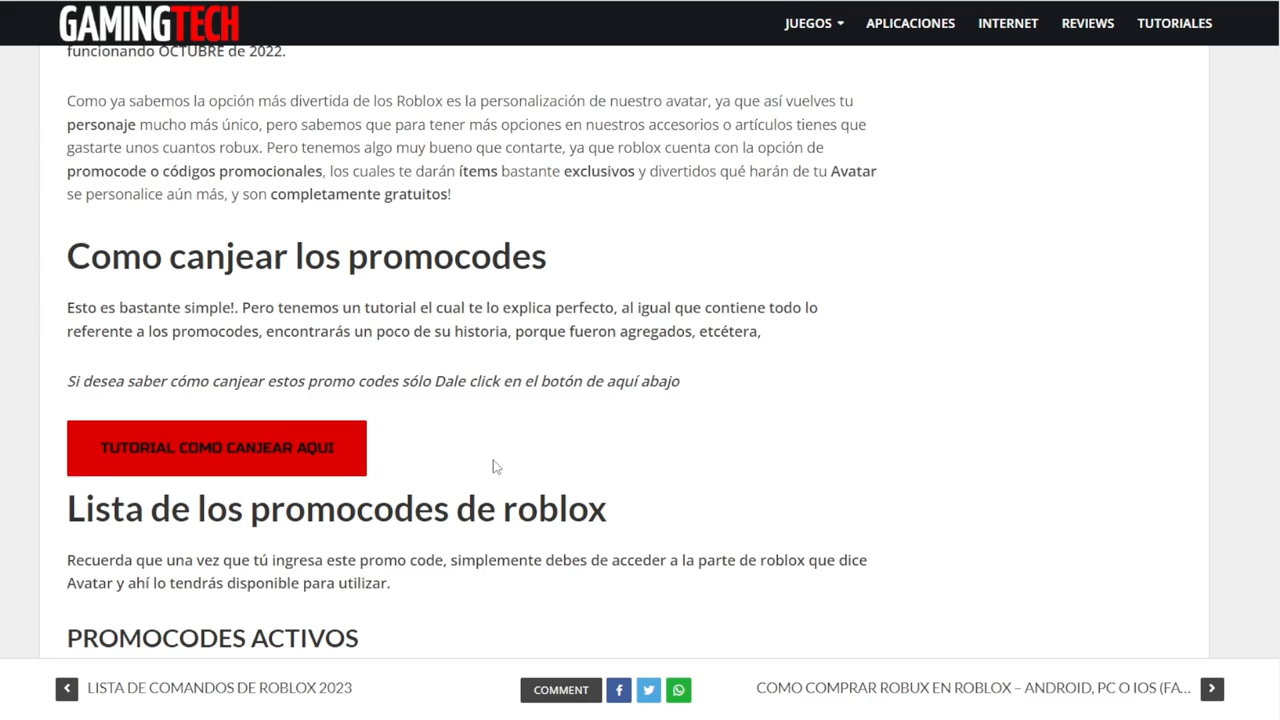 GAMINGTECH
JUEGOS
APLICACIONES
INTERNET
REVIEWS
TUTORIALES
funcionando OCTUBRE de 2022.
Como ya sabemos la opción más divertida de los Roblox es la personalización de nuestro avatar, ya que así vuelves tu
personaje mucho más único, pero sabemos que para tener más opciones en nuestros accesorios o artículos tienes que
gastarte unos cuantos robux. Pero tenemos algo muy bueno que contarte, ya que roblox cuenta con la opción de
promocode o códigos promocionales, los cuales te darán ítems bastante exclusivos y divertidos qué harán de tu Avatar
se personalice aún más, y son completamente gratuitos!
Como canjear los promocodes
Esto es bastante simple!. Pero tenemos un tutorial el cual te lo explica perfecto, al igual que contiene todo lo
referente a los promocodes, encontrarás un poco de su historia, porque fueron agregados, etcétera,
Si desea saber cómo canjear estos promo codes sólo Dale click en el botón de aquí abajo
TUTORIAL COMO CANJEAR AQUI
Lista de los promocodes de roblox
Recuerda que una vez que tú ingresa este promo code, simplemente debes de acceder a la parte de roblox que dice
Avatar y ahí lo tendrás disponible para utilizar.
PROMOCODES ACTIVOS
LISTA DE COMANDOS DE ROBLOX 2023
COMMENT
COMO COMPRAR ROBUX EN ROBLOX – ANDROID, PC O IOS (FA...